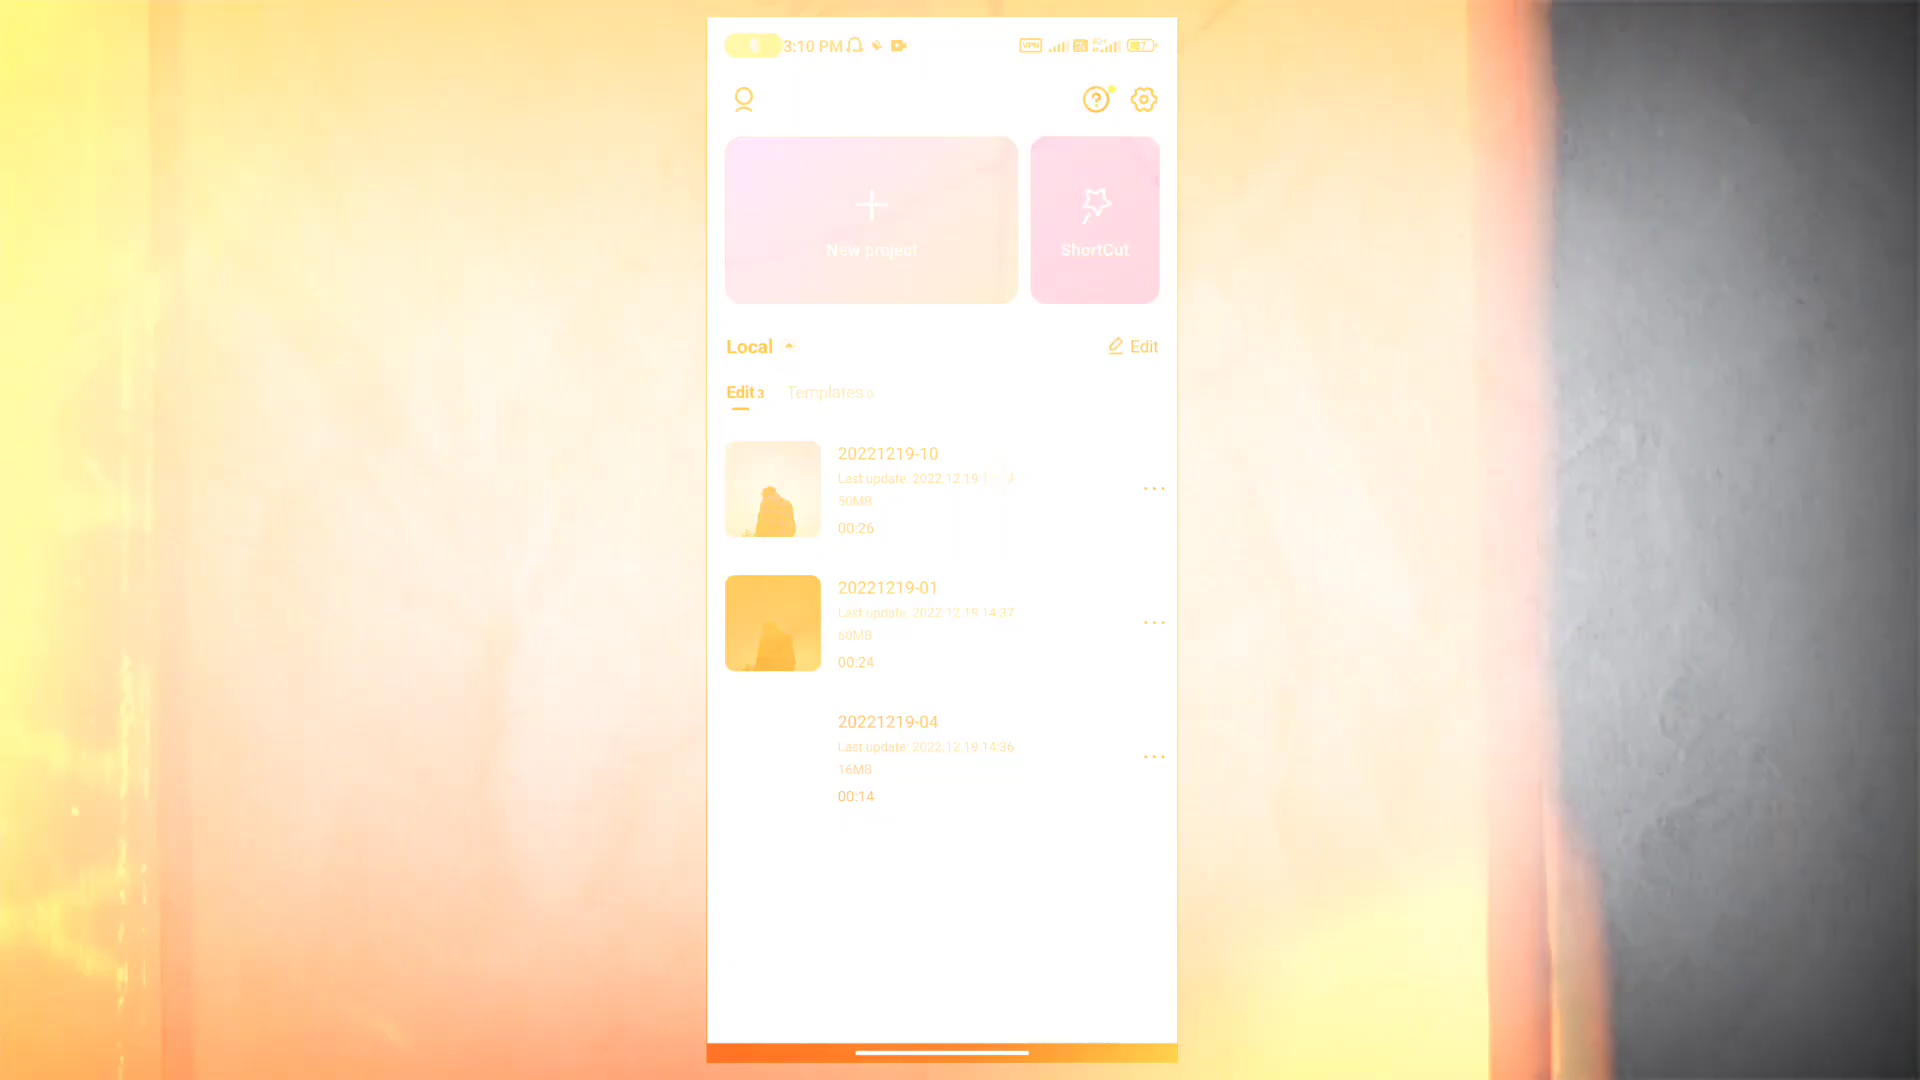 3:10 PM VPN
New project
ShortCut
Local
Edit
Edit 3
Templates 0
20221219-10
Last update: 2022.12.19
50MB
00:26
20221219-01
Last update: 2022.12.19 14:37
60MB
00:24
20221219-04
Last update: 2022.12.19 14:36
16MB
00:14